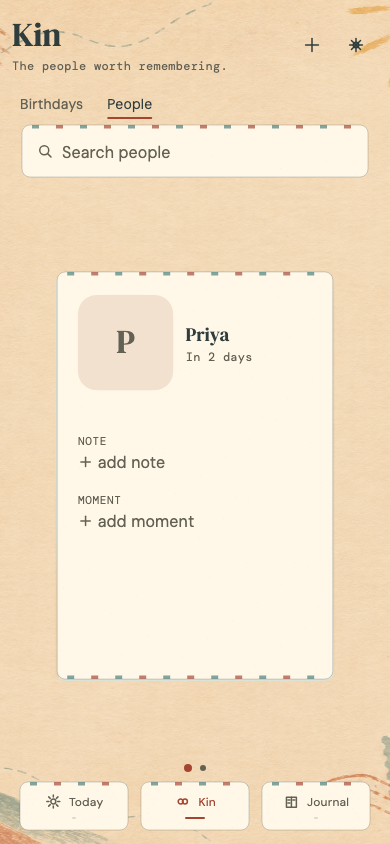 Kin
The people worth remembering.
Birthdays People
Search people
P
Priya
In 2 days
NOTE
+ add note
MOMENT
+ add moment
Today
Kin
Journal